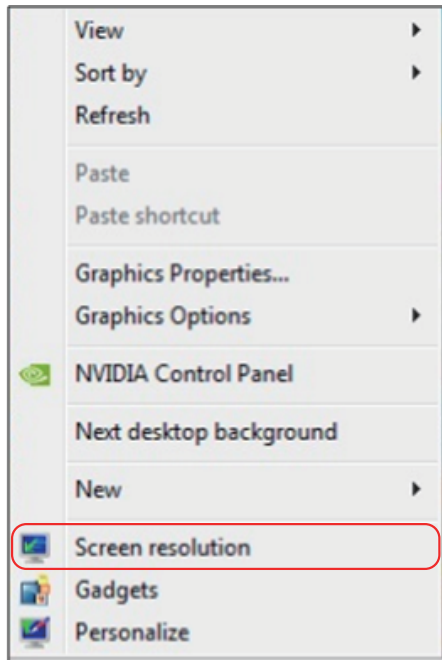 View
Sort by
Refresh
Paste
Paste shortcut
Graphics Properties...
Graphics Options
NVIDIA Control Panel
Next desktop background
New
Screen resolution
Gadgets
Personalize